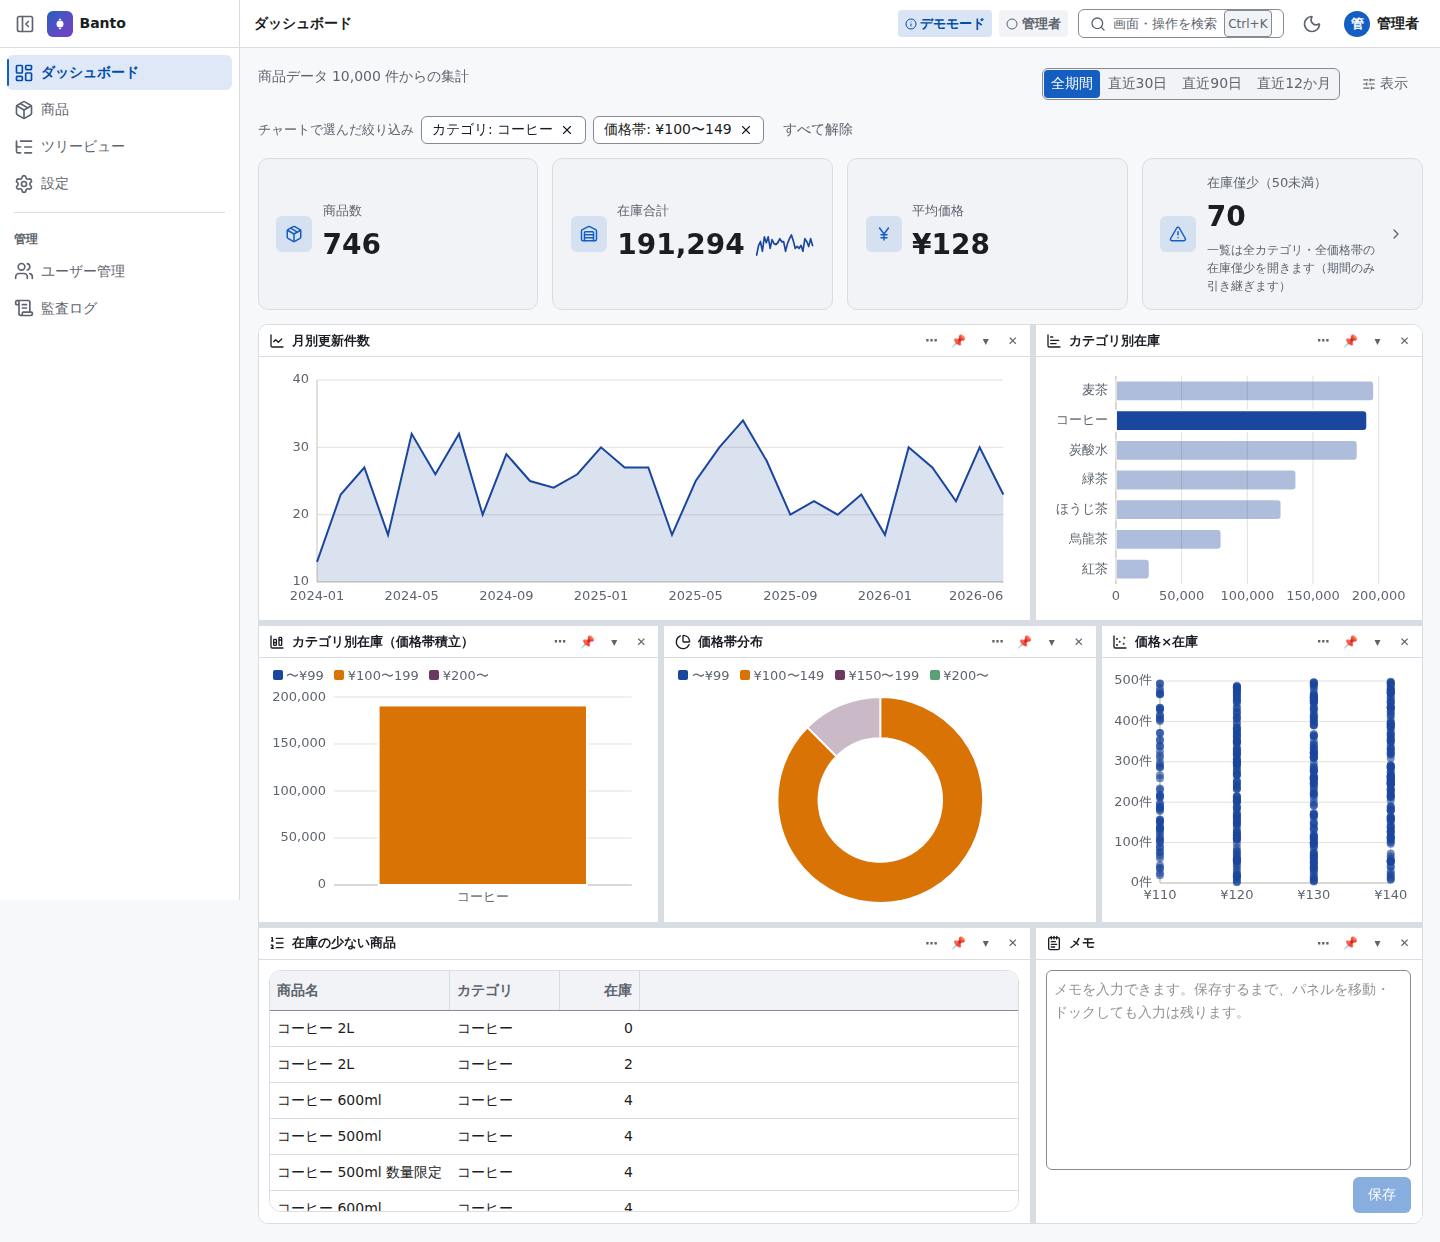 Banto
ダッシュボード
デモモード
管理者
画面・操作を検索 Ctrl+K
管 管理者
ダッシュボード
商品
ツリービュー
設定
管理
ユーザー管理
監査ログ
商品データ 10,000 件からの集計
全期間 直近30日 直近90日 直近12か月
表示
チャートで選んだ絞り込み
カテゴリ: コーヒー ×
価格帯: ¥100〜149 ×
すべて解除
商品数
746
在庫合計
191,294
平均価格
¥128
在庫僅少（50未満）
70
一覧は全カテゴリ・全価格帯の
在庫僅少を開きます（期間のみ
引き継ぎます）
月別更新件数
40
30
20
10
2024-01 2024-05 2024-09 2025-01 2025-05 2025-09 2026-01 2026-06
カテゴリ別在庫
麦茶
コーヒー
炭酸水
緑茶
ほうじ茶
烏龍茶
紅茶
0 50,000 100,000 150,000 200,000
カテゴリ別在庫（価格帯積立）
〜¥99 ¥100〜199 ¥200〜
200,000
150,000
100,000
50,000
0
コーヒー
価格帯分布
〜¥99 ¥100〜149 ¥150〜199 ¥200〜
価格×在庫
500件
400件
300件
200件
100件
0件
¥110 ¥120 ¥130 ¥140
在庫の少ない商品
商品名 カテゴリ 在庫
コーヒー 2L コーヒー 0
コーヒー 2L コーヒー 2
コーヒー 600ml コーヒー 4
コーヒー 500ml コーヒー 4
コーヒー 500ml 数量限定 コーヒー 4
コーヒー 600ml コーヒー 4
メモ
メモを入力できます。保存するまで、パネルを移動・
ドックしても入力は残ります。
保存